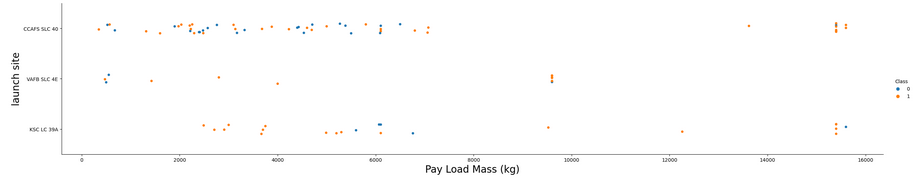 CCAFS SLC 40
VAFB SLC 4E
KSC LC 39A
launch site
0 2000 4000 6000 8000 10000 12000 14000 16000
Pay Load Mass (kg)
Class
0
1